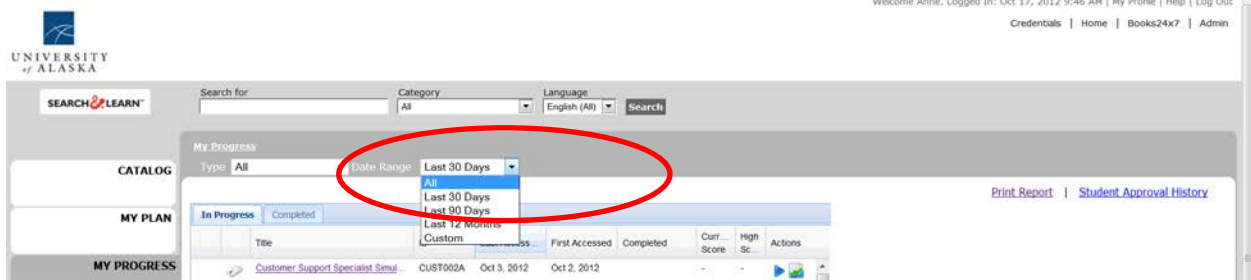 Welcome Anne, Logged In: Oct 17, 2012 9:46 AM | My Profile | Help | Log Out
Credentials | Home | Books24x7 | Admin
UNIVERSITY
of ALASKA
SEARCH & LEARN™
Search for
Category
Language
All
English (All)
Search
My Progress
Type All
Date Range Last 30 Days
All
Last 30 Days
Last 90 Days
Last 12 Months
Custom
CATALOG
MY PLAN
MY PROGRESS
Print Report | Student Approval History
In Progress
Completed
Title
First Accessed
Completed
Curr... Score
High Sc...
Actions
Customer Support Specialist Simul...
CUST002A
Oct 3, 2012
Oct 2, 2012
-
-